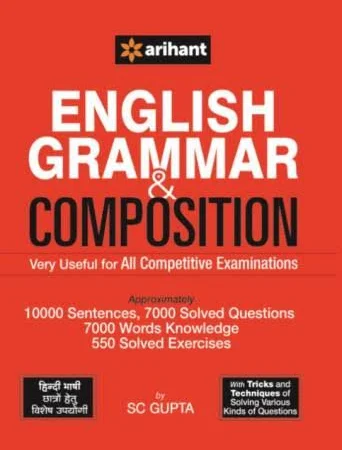 arihant
ENGLISH
GRAMMAR
&
COMPOSITION
Very Useful for All Competitive Examinations
Approximately
10000 Sentences, 7000 Solved Questions
7000 Words Knowledge
550 Solved Exercises
हिन्दी भाषी
छात्रों हेतु
विशेष उपयोगी
by
SC GUPTA
With Tricks and
Techniques of
Solving Various
Kinds of Questions